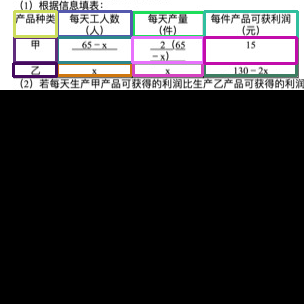 （1）根据信息填表：
产品种类 每天工人数（人） 每天产量（件） 每件产品可获利润（元）
甲 65－x 2（65－x） 15
乙 x x 130－2x
（2）若每天生产甲产品可获得的利润比生产乙产品可获得的利润